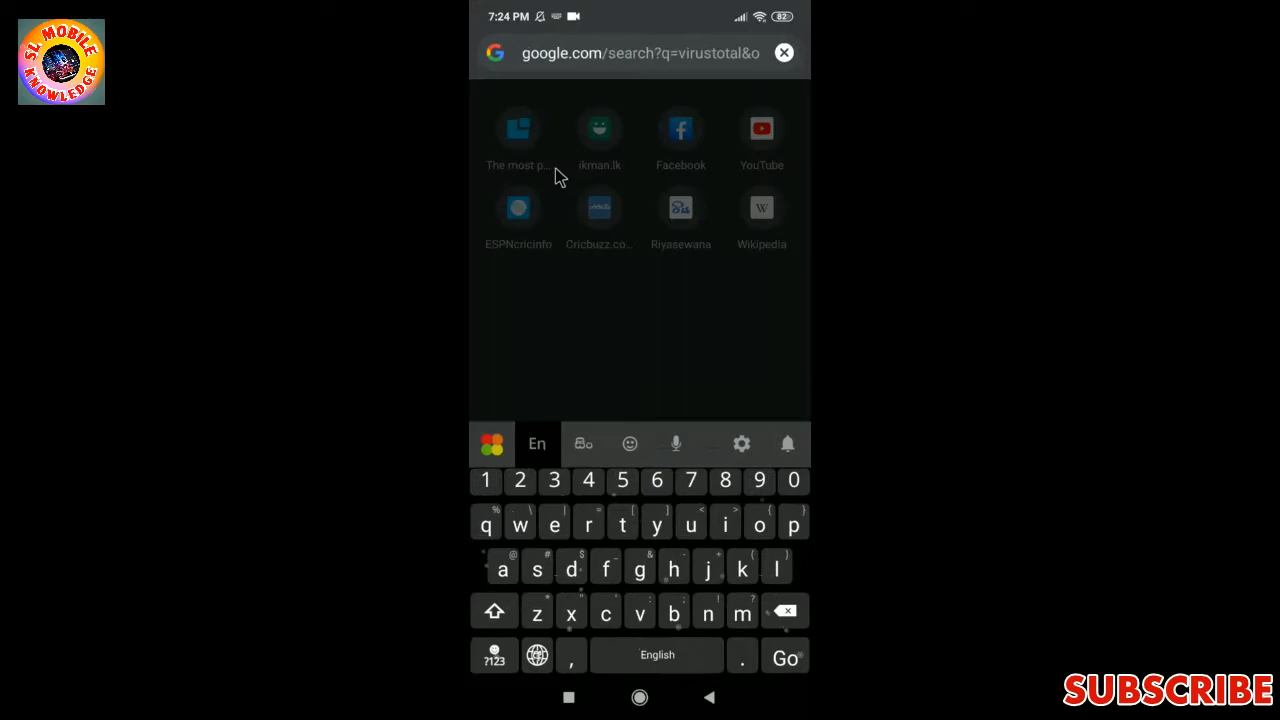 SL MOBILE
KNOWLEDGE
7:24 PM
82
google.com/search?q=virustotal&o
The most p...
ikman.lk
Facebook
YouTube
ESPNcricinfo
Cricbuzz.co...
Riyasewana
Wikipedia
W
En
1 2 3 4 5 6 7 8 9 0
% \ | = [ ] < > { }
q w e r t y u i o p
@ # $ _ & - + ( )
a s d f g h j k l
* " ' : ; ! ?
z x c v b n m
?123 , English . Go
SUBSCRIBE